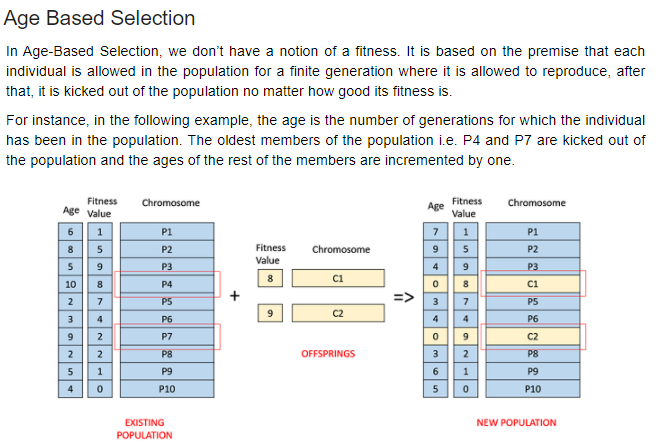 Age Based Selection
In Age-Based Selection, we don't have a notion of a fitness. It is based on the premise that each
individual is allowed in the population for a finite generation where it is allowed to reproduce, after
that, it is kicked out of the population no matter how good its fitness is.
For instance, in the following example, the age is the number of generations for which the individual
has been in the population. The oldest members of the population i.e. P4 and P7 are kicked out of
the population and the ages of the rest of the members are incremented by one.
Age Fitness Value Chromosome
6 1 P1
8 5 P2
5 9 P3
10 8 P4
2 7 P5
3 4 P6
9 2 P7
2 2 P8
5 1 P9
4 0 P10
EXISTING
POPULATION
+
Fitness Value Chromosome
8 C1
9 C2
OFFSPRINGS
=>
Age Fitness Value Chromosome
7 1 P1
9 5 P2
4 9 P3
0 8 C1
3 7 P5
4 4 P6
0 9 C2
3 2 P8
6 1 P9
5 0 P10
NEW POPULATION